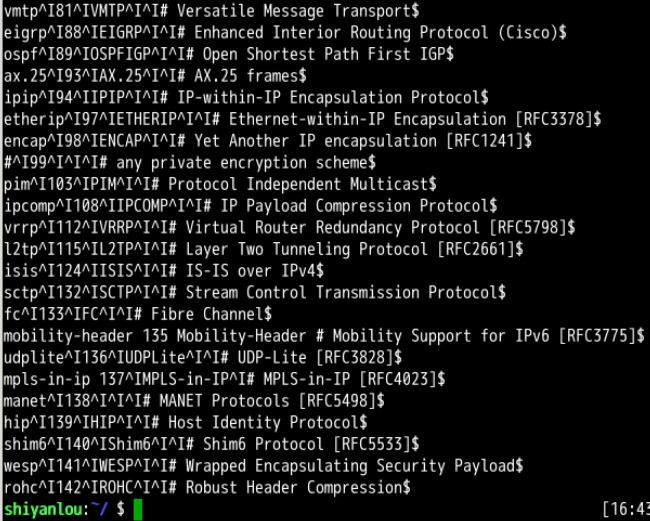 vmtp^I81^IVMTP^I^I# Versatile Message Transport$
eigrp^I88^IEIGRP^I^I# Enhanced Interior Routing Protocol (Cisco)$
ospf^I89^IOSPFIGP^I^I# Open Shortest Path First IGP$
ax.25^I93^IAX.25^I^I# AX.25 frames$
ipip^I94^IIPIP^I^I# IP-within-IP Encapsulation Protocol$
etherip^I97^IETHERIP^I^I# Ethernet-within-IP Encapsulation [RFC3378]$
encap^I98^IENCAP^I^I# Yet Another IP encapsulation [RFC1241]$
#^I99^I^I^I# any private encryption scheme$
pim^I103^IPIM^I^I# Protocol Independent Multicast$
ipcomp^I108^IIPCOMP^I^I# IP Payload Compression Protocol$
vrrp^I112^IVRRP^I^I# Virtual Router Redundancy Protocol [RFC5798]$
l2tp^I115^IL2TP^I^I# Layer Two Tunneling Protocol [RFC2661]$
isis^I124^IISIS^I^I# IS-IS over IPv4$
sctp^I132^ISCTP^I^I# Stream Control Transmission Protocol$
fc^I133^IFC^I^I# Fibre Channel$
mobility-header 135 Mobility-Header # Mobility Support for IPv6 [RFC3775]$
udplite^I136^IUDPLite^I^I# UDP-Lite [RFC3828]$
mpls-in-ip 137^IMPLS-in-IP^I# MPLS-in-IP [RFC4023]$
manet^I138^I^I^I# MANET Protocols [RFC5498]$
hip^I139^IHIP^I^I# Host Identity Protocol$
shim6^I140^IShim6^I^I# Shim6 Protocol [RFC5533]$
wesp^I141^IWESP^I^I# Wrapped Encapsulating Security Payload$
rohc^I142^IROHC^I^I# Robust Header Compression$
shiyanlou:~/ $ [16:43